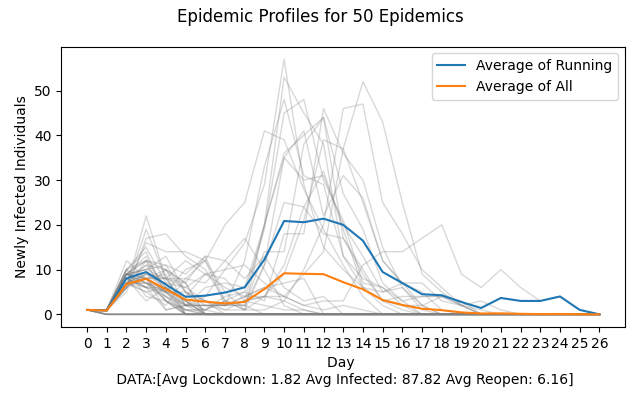 Epidemic Profiles for 50 Epidemics
Average of Running
Average of All
Newly Infected Individuals
50
40
30
20
10
0
0 1 2 3 4 5 6 7 8 9 10 11 12 13 14 15 16 17 18 19 20 21 22 23 24 25 26
Day
DATA:[Avg Lockdown: 1.82 Avg Infected: 87.82 Avg Reopen: 6.16]